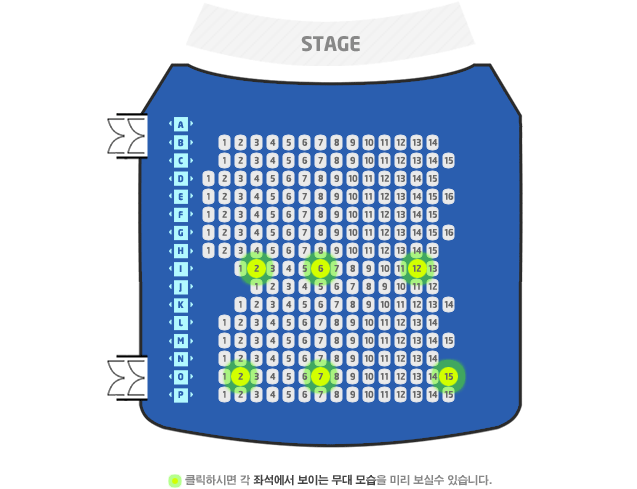 STAGE
A
B 1 2 3 4 5 6 7 8 9 10 11 12 13 14
C 1 2 3 4 5 6 7 8 9 10 11 12 13 14 15
D 1 2 3 4 5 6 7 8 9 10 11 12 13 14 15
E 1 2 3 4 5 6 7 8 9 10 11 12 13 14 15 16
F 1 2 3 4 5 6 7 8 9 10 11 12 13 14 15
G 1 2 3 4 5 6 7 8 9 10 11 12 13 14 15 16
H 1 2 3 4 5 6 7 8 9 10 11 12 13 14 15
I 1 2 3 4 5 6 7 8 9 10 11 12 13
J 1 2 3 4 5 6 7 8 9 10 11 12
K 1 2 3 4 5 6 7 8 9 10 11 12 13 14
L 1 2 3 4 5 6 7 8 9 10 11 12 13 14
M 1 2 3 4 5 6 7 8 9 10 11 12 13 14 15
N 1 2 3 4 5 6 7 8 9 10 11 12 13 14
O 1 2 3 4 5 6 7 8 9 10 11 12 13 14 15
P 1 2 3 4 5 6 7 8 9 10 11 12 13 14 15
클릭하시면 각 좌석에서 보이는 무대 모습을 미리 보실수 있습니다.